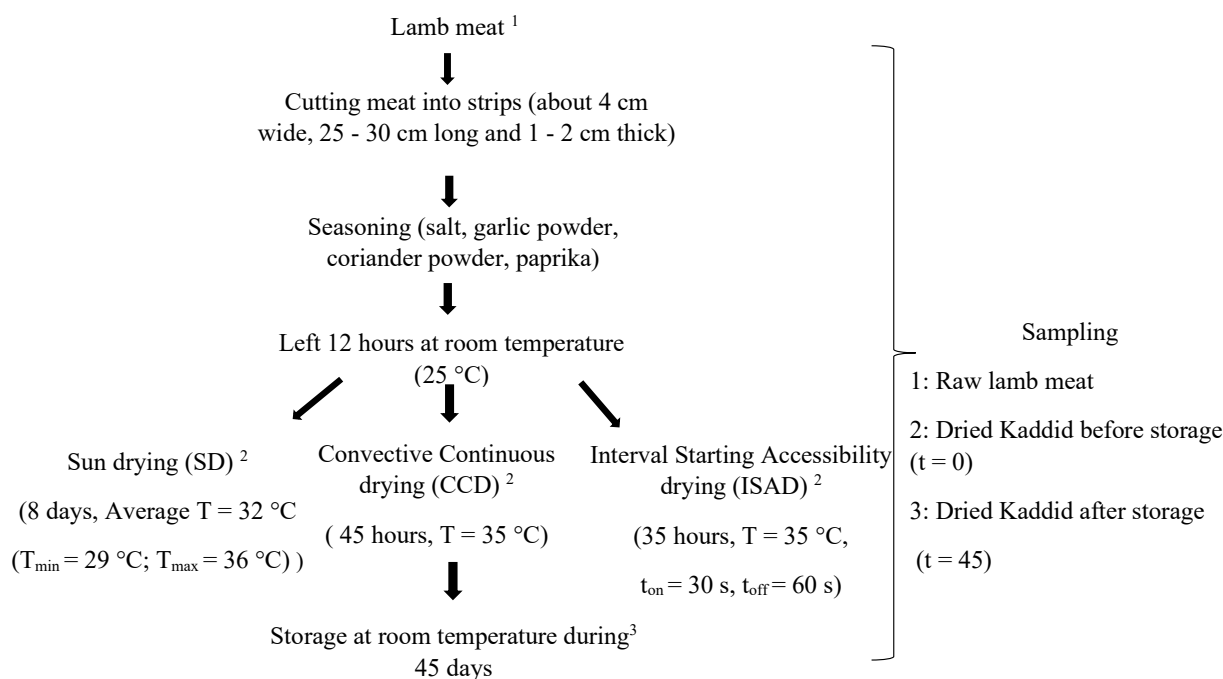 Lamb meat ¹
Cutting meat into strips (about 4 cm
wide, 25 - 30 cm long and 1 - 2 cm thick)
Seasoning (salt, garlic powder,
coriander powder, paprika)
Left 12 hours at room temperature
(25 °C)
Sun drying (SD) ²
(8 days, Average T = 32 °C
(Tmin = 29 °C; Tmax = 36 °C) )
Convective Continuous
drying (CCD) ²
( 45 hours, T = 35 °C)
Interval Starting Accessibility
drying (ISAD) ²
(35 hours, T = 35 °C,
ton = 30 s, toff = 60 s)
Storage at room temperature during³
45 days
Sampling
1: Raw lamb meat
2: Dried Kaddid before storage
(t = 0)
3: Dried Kaddid after storage
(t = 45)